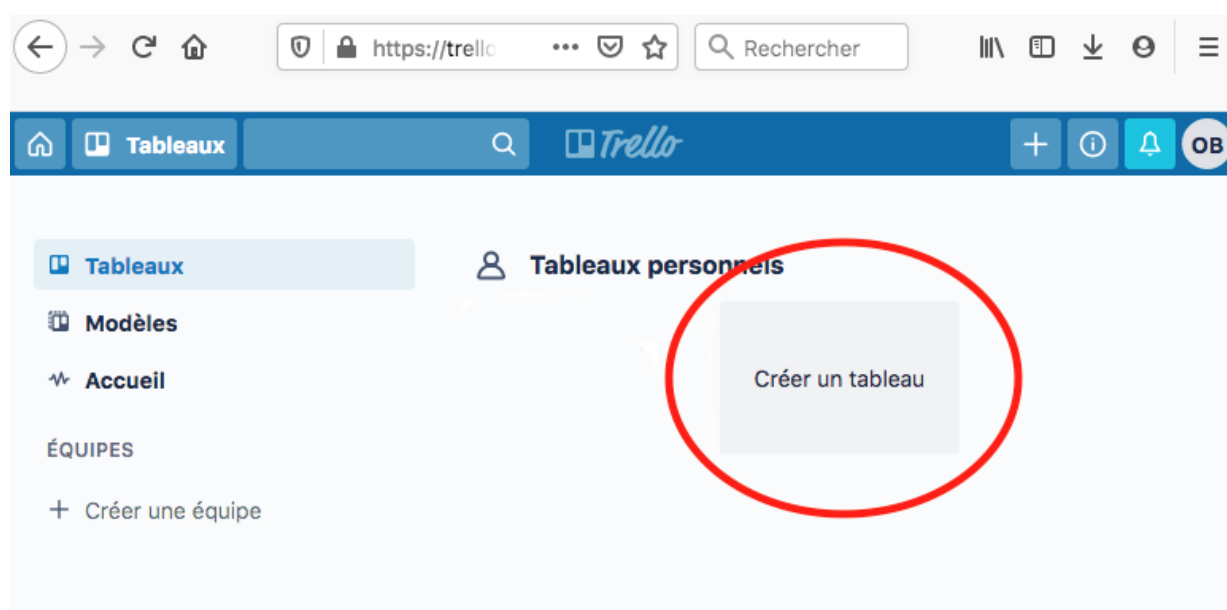 https://trello
Rechercher
Tableaux
Trello
OB
Tableaux
Modèles
Accueil
ÉQUIPES
+ Créer une équipe
Tableaux personnels
Créer un tableau